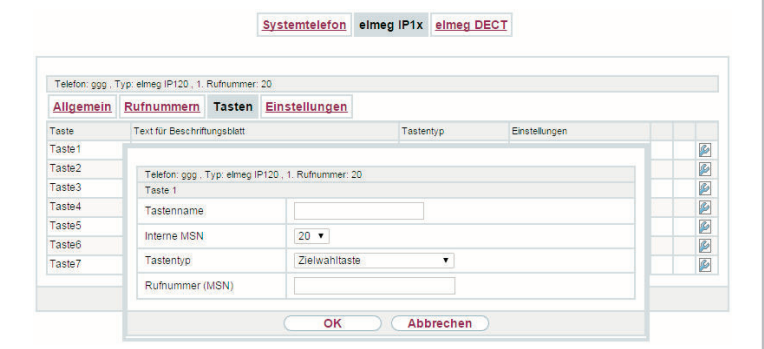 Systemtelefon elmeg IP1x elmeg DECT
Telefon: ggg , Typ: elmeg IP120 , 1. Rufnummer: 20
Allgemein Rufnummern Tasten Einstellungen
Taste Text für Beschriftungsblatt Tastentyp Einstellungen
Taste1
Taste2
Taste3
Taste4
Taste5
Taste6
Taste7
Telefon: ggg , Typ: elmeg IP120 , 1. Rufnummer: 20
Taste 1
Tastenname
Interne MSN 20
Tastentyp Zielwahltaste
Rufnummer (MSN)
OK Abbrechen